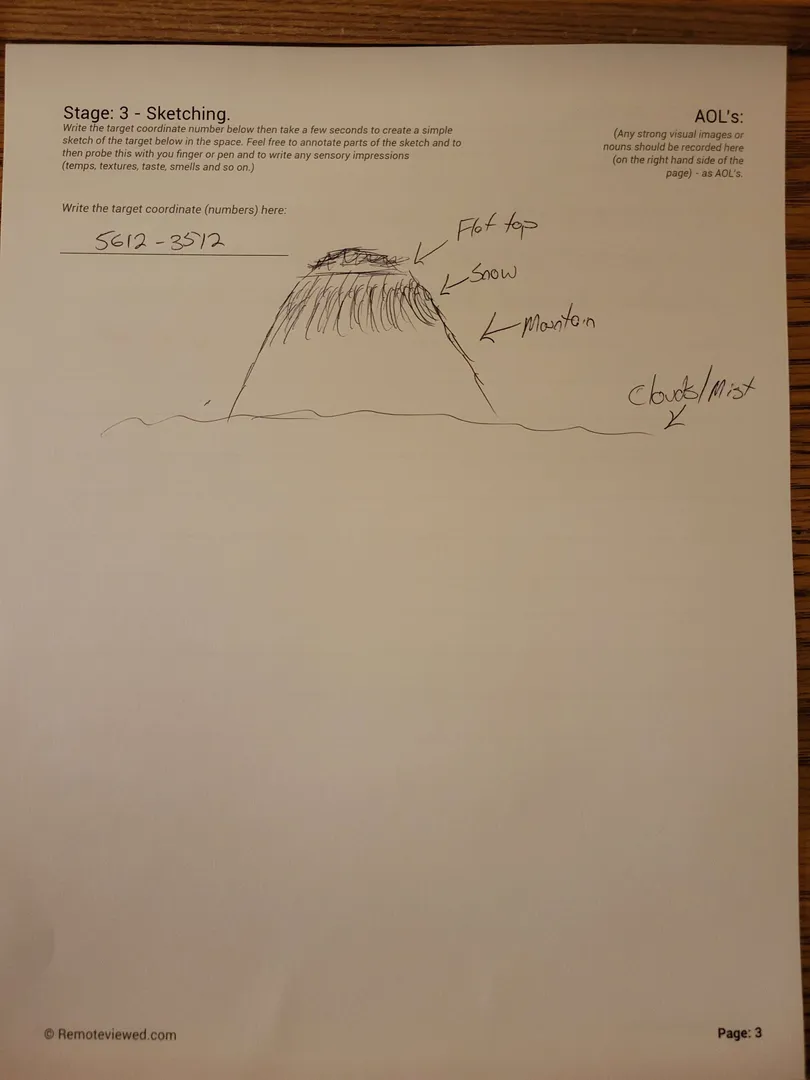 Stage: 3 - Sketching.
Write the target coordinate number below then take a few seconds to create a simple
sketch of the target below in the space. Feel free to annotate parts of the sketch and to
then probe this with you finger or pen and to write any sensory impressions
(temps, textures, taste, smells and so on.)
AOL's:
(Any strong visual images or
nouns should be recorded here
(on the right hand side of the
page) - as AOL's.
Write the target coordinate (numbers) here:
5612-3512
Flat top
Snow
Mountain
Clouds/Mist
© Remoteviewed.com
Page: 3